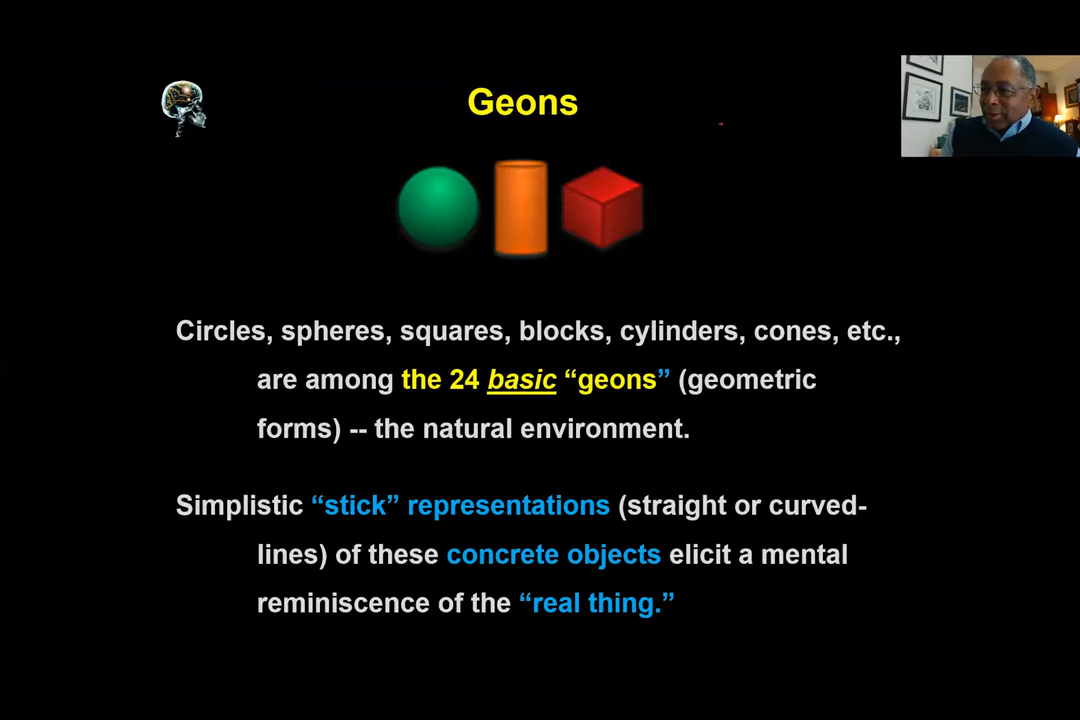 Geons
Circles, spheres, squares, blocks, cylinders, cones, etc.,
are among the 24 basic “geons” (geometric
forms) -- the natural environment.
Simplistic “stick” representations (straight or curved-
lines) of these concrete objects elicit a mental
reminiscence of the “real thing.”